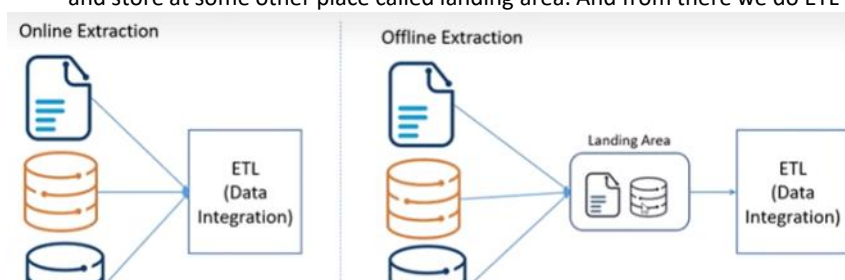 and store at some other place called landing area. And from there we do ETL
Online Extraction
ETL
(Data
Integration)
Offline Extraction
Landing Area
ETL
(Data
Integration)